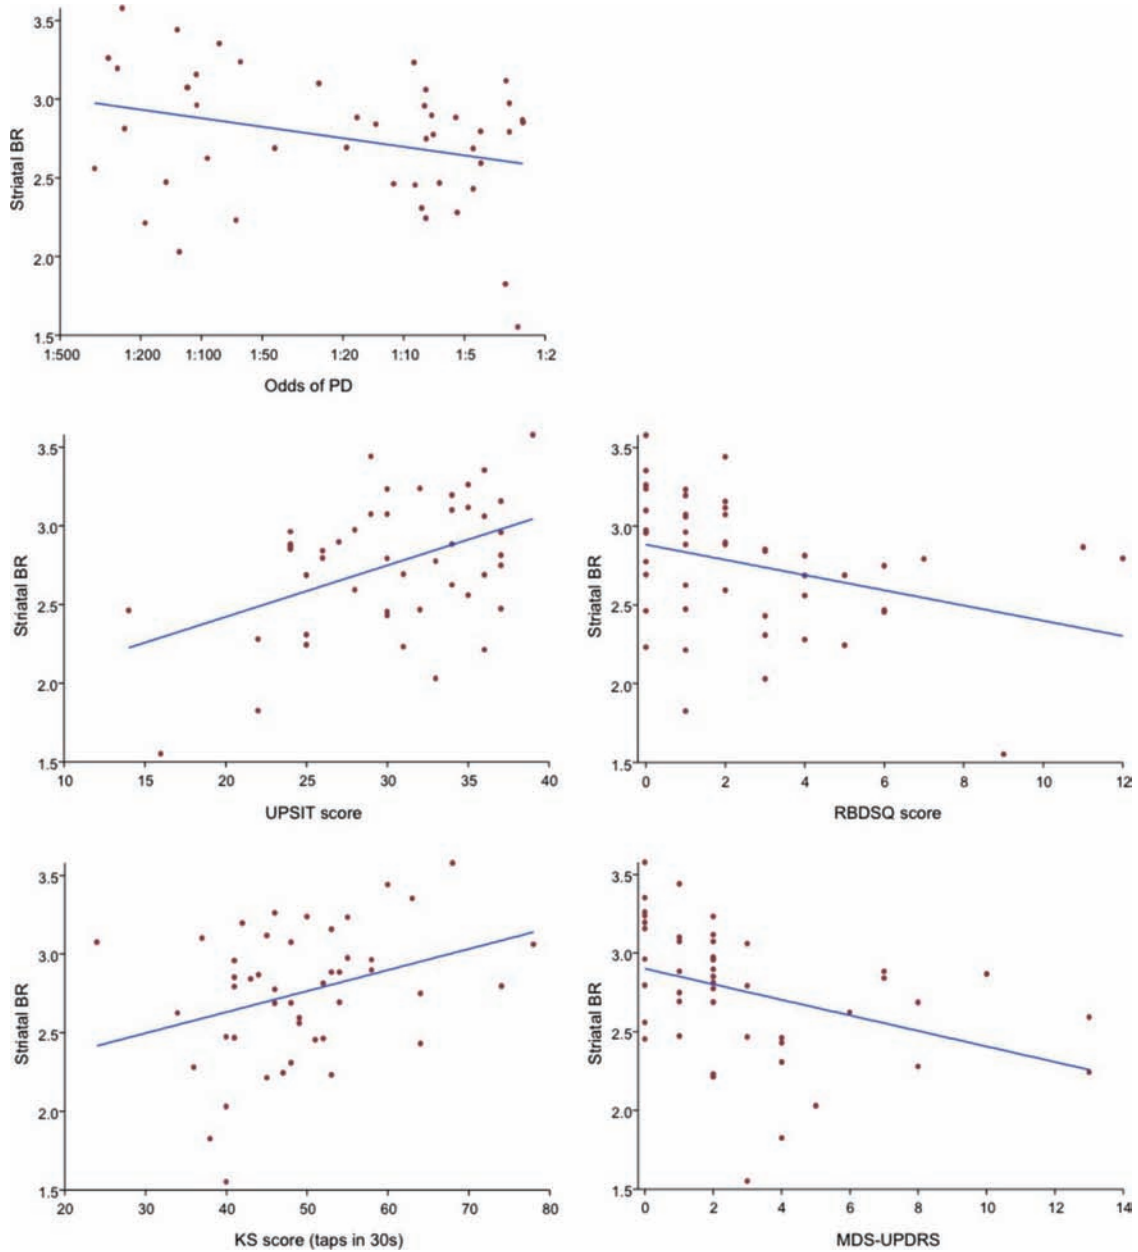 3.5
3.0
2.5
2.0
1.5
Striatal BR
1:500 1:200 1:100 1:50 1:20 1:10 1:5 1:2
Odds of PD
3.5
3.0
2.5
2.0
1.5
Striatal BR
10 15 20 25 30 35 40
UPSIT score
3.5
3.0
2.5
2.0
1.5
Striatal BR
0 2 4 6 8 10 12
RBDSQ score
3.5
3.0
2.5
2.0
1.5
Striatal BR
20 30 40 50 60 70 80
KS score (taps in 30s)
3.5
3.0
2.5
2.0
1.5
Striatal BR
0 2 4 6 8 10 12 14
MDS-UPDRS